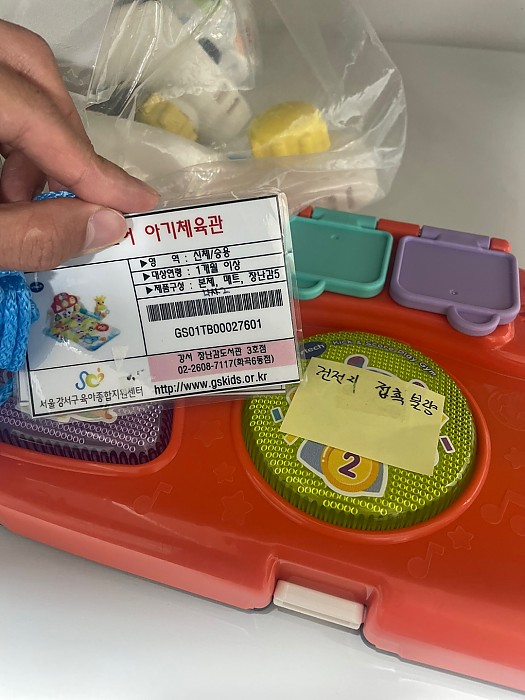 아기체육관
▶영 역 : 신체/승용
▶대상연령 : 1개월 이상
▶제품구성 : 본체, 매트, 장난감5
GS01TB00027601
강서 장난감도서관 3호점
02-2608-7117(화곡6동점)
서울강서구육아종합지원센터
http://www.gskids.or.kr
건전지 접촉 불량
2